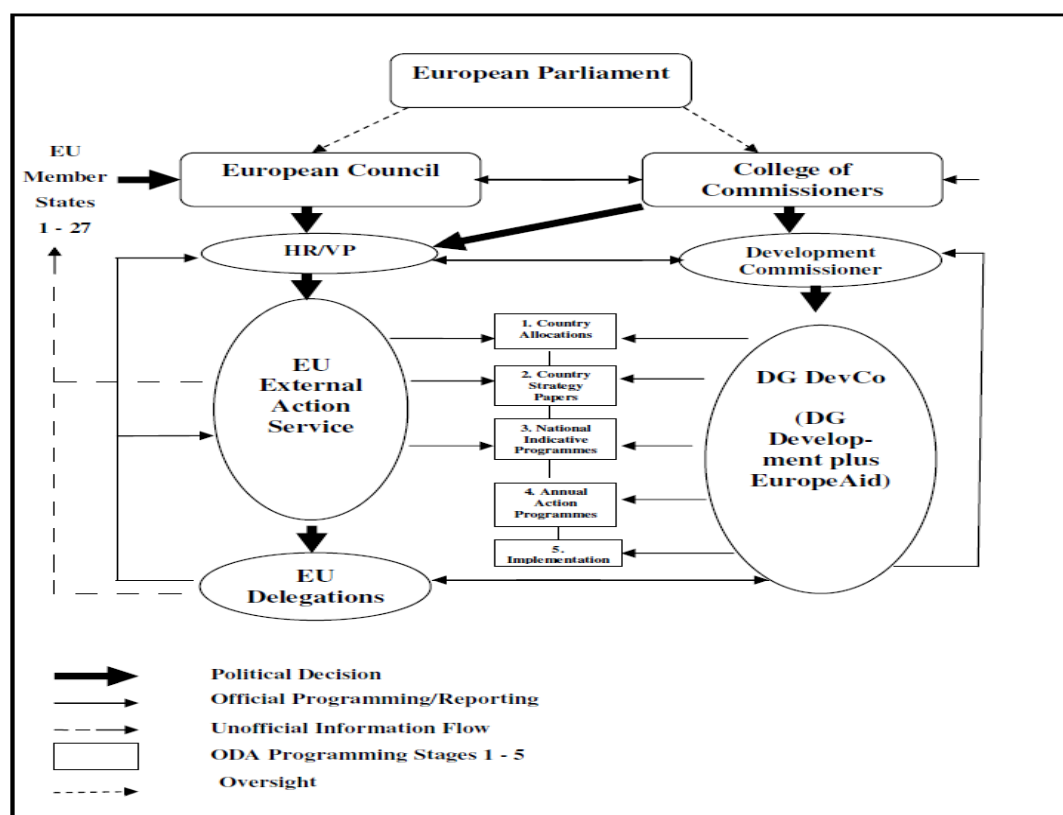 European Parliament
EU
Member
States
1 - 27
European Council
College of
Commissioners
HR/VP
Development
Commissioner
EU
External
Action
Service
1. Country
Allocations
2. Country
Strategy
Papers
3. National
Indicative
Programmes
4. Annual
Action
Programmes
5.
Implementation
DG DevCo
(DG
Develop-
ment plus
EuropeAid)
EU
Delegations
Political Decision
Official Programming/Reporting
Unofficial Information Flow
ODA Programming Stages 1 - 5
Oversight